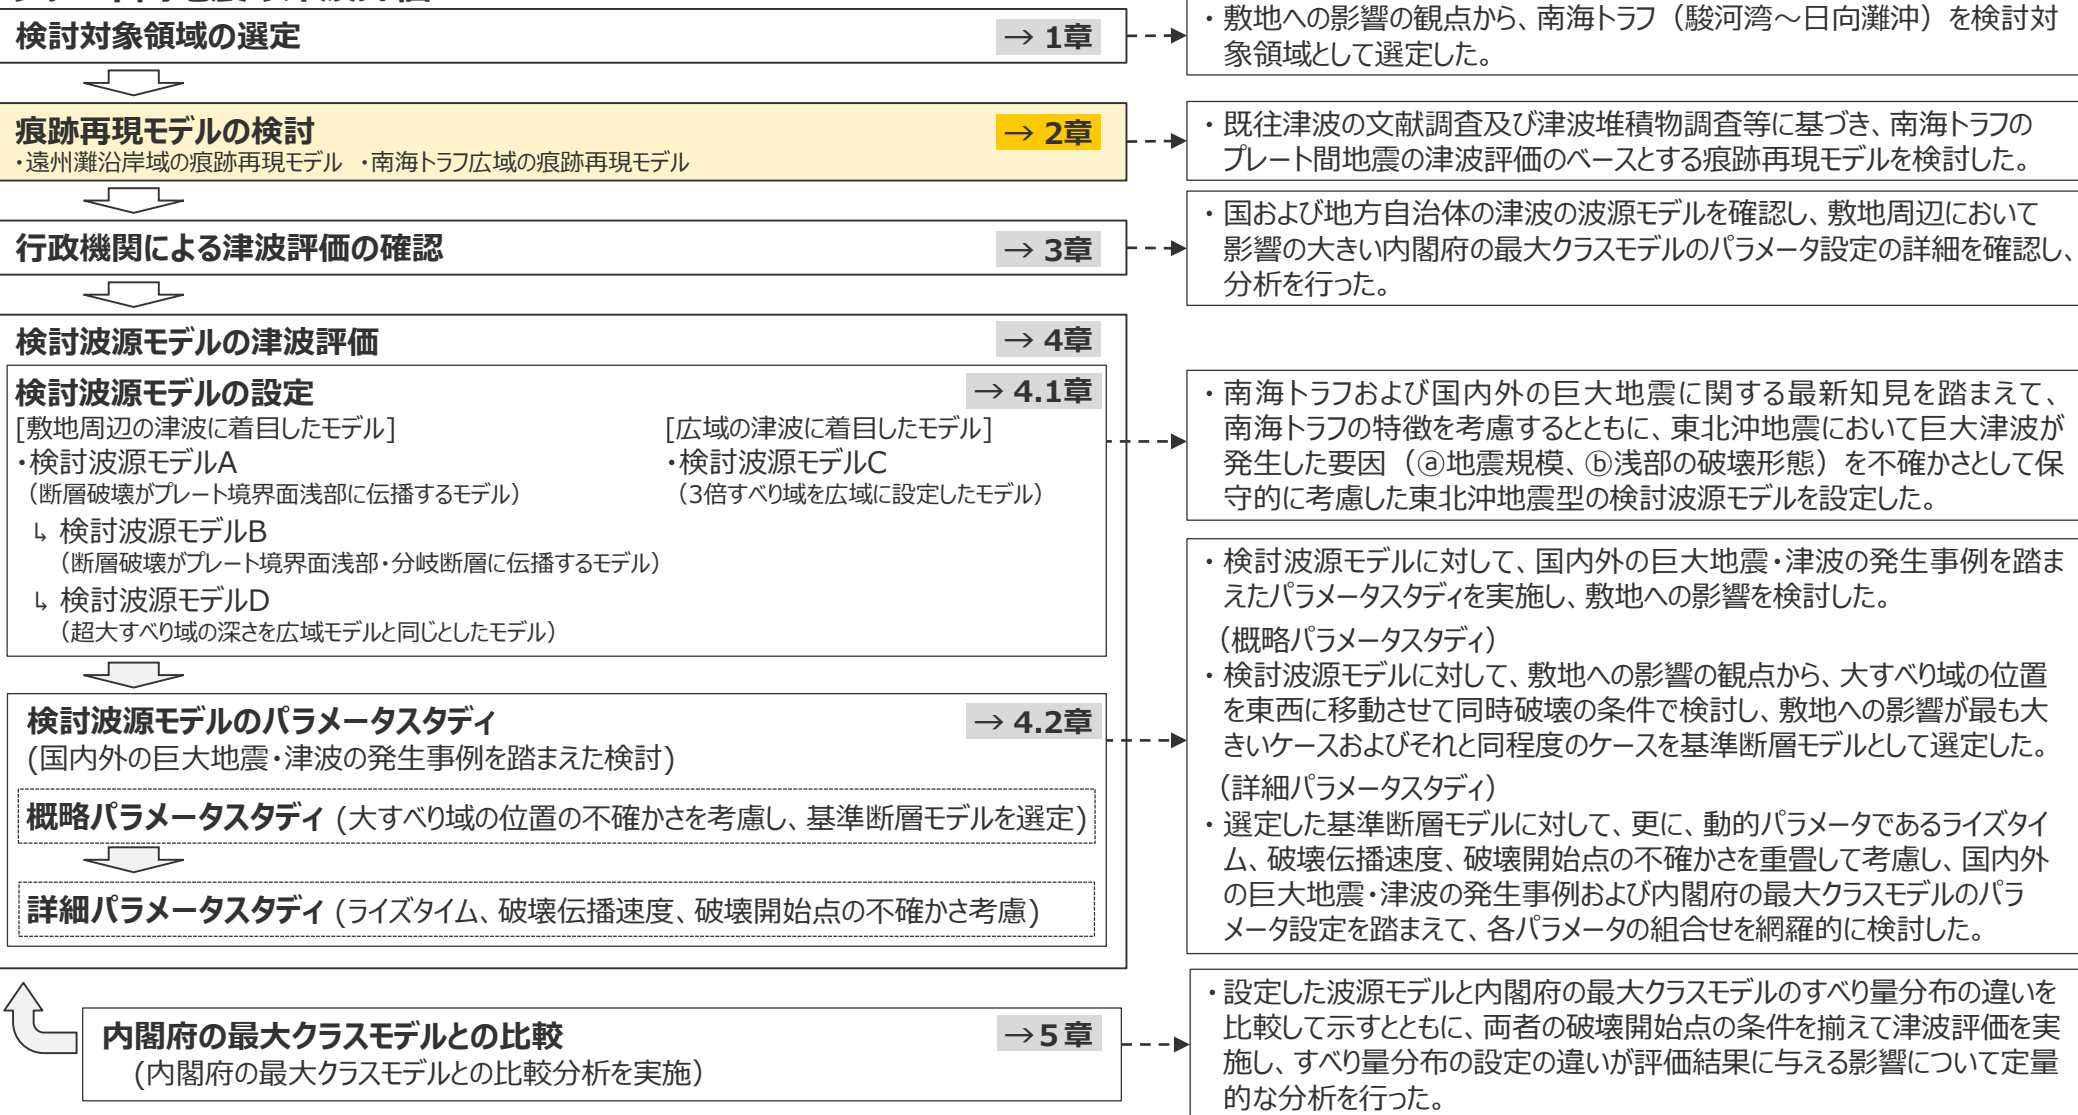 検討対象領域の選定
→ 1章
・敷地への影響の観点から、南海トラフ（駿河湾～日向灘沖）を検討対
象領域として選定した。
痕跡再現モデルの検討
→ 2章
・遠州灘沿岸域の痕跡再現モデル ・南海トラフ広域の痕跡再現モデル
・既往津波の文献調査及び津波堆積物調査等に基づき、南海トラフの
プレート間地震の津波評価のベースとする痕跡再現モデルを検討した。
行政機関による津波評価の確認
→ 3章
・国および地方自治体の津波の波源モデルを確認し、敷地周辺において
影響の大きい内閣府の最大クラスモデルのパラメータ設定の詳細を確認し、
分析を行った。
検討波源モデルの津波評価
→ 4章
検討波源モデルの設定
→ 4.1章
[敷地周辺の津波に着目したモデル]
・検討波源モデルA
（断層破壊がプレート境界面浅部に伝播するモデル）
↳ 検討波源モデルB
（断層破壊がプレート境界面浅部・分岐断層に伝播するモデル）
↳ 検討波源モデルD
（超大すべり域の深さを広域モデルと同じとしたモデル）
[広域の津波に着目したモデル]
・検討波源モデルC
（3倍すべり域を広域に設定したモデル）
・南海トラフおよび国内外の巨大地震に関する最新知見を踏まえて、
南海トラフの特徴を考慮するとともに、東北沖地震において巨大津波が
発生した要因（ⓐ地震規模、ⓑ浅部の破壊形態）を不確かさとして保
守的に考慮した東北沖地震型の検討波源モデルを設定した。
検討波源モデルのパラメータスタディ
→ 4.2章
(国内外の巨大地震・津波の発生事例を踏まえた検討)
概略パラメータスタディ (大すべり域の位置の不確かさを考慮し、基準断層モデルを選定)
詳細パラメータスタディ (ライズタイム、破壊伝播速度、破壊開始点の不確かさ考慮)
・検討波源モデルに対して、国内外の巨大地震・津波の発生事例を踏ま
えたパラメータスタディを実施し、敷地への影響を検討した。
（概略パラメータスタディ）
・検討波源モデルに対して、敷地への影響の観点から、大すべり域の位置
を東西に移動させて同時破壊の条件で検討し、敷地への影響が最も大
きいケースおよびそれと同程度のケースを基準断層モデルとして選定した。
（詳細パラメータスタディ）
・選定した基準断層モデルに対して、更に、動的パラメータであるライズタイ
ム、破壊伝播速度、破壊開始点の不確かさを重畳して考慮し、国内外
の巨大地震・津波の発生事例および内閣府の最大クラスモデルのパラ
メータ設定を踏まえて、各パラメータの組合せを網羅的に検討した。
内閣府の最大クラスモデルとの比較
→5章
(内閣府の最大クラスモデルとの比較分析を実施）
・設定した波源モデルと内閣府の最大クラスモデルのすべり量分布の違いを
比較して示すとともに、両者の破壊開始点の条件を揃えて津波評価を実
施し、すべり量分布の設定の違いが評価結果に与える影響について定量
的な分析を行った。